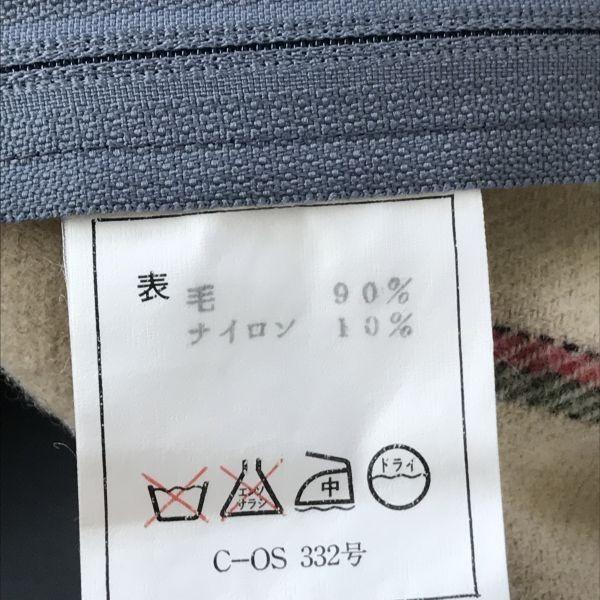 表 毛 90%
ナイロン 10%
エンソ サラシ
中
ドライ
C-OS 332号